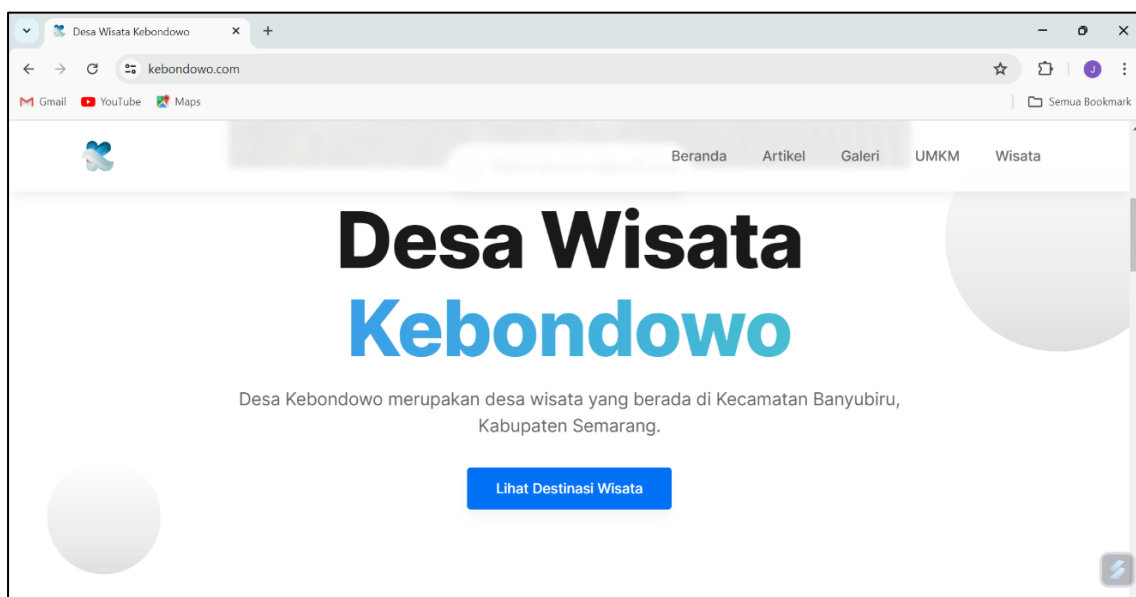 Desa Wisata Kebondowo
kebondowo.com
J
Gmail YouTube Maps Semua Bookmark
Beranda Artikel Galeri UMKM Wisata
Desa Wisata
Kebondowo
Desa Kebondowo merupakan desa wisata yang berada di Kecamatan Banyubiru,
Kabupaten Semarang.
Lihat Destinasi Wisata